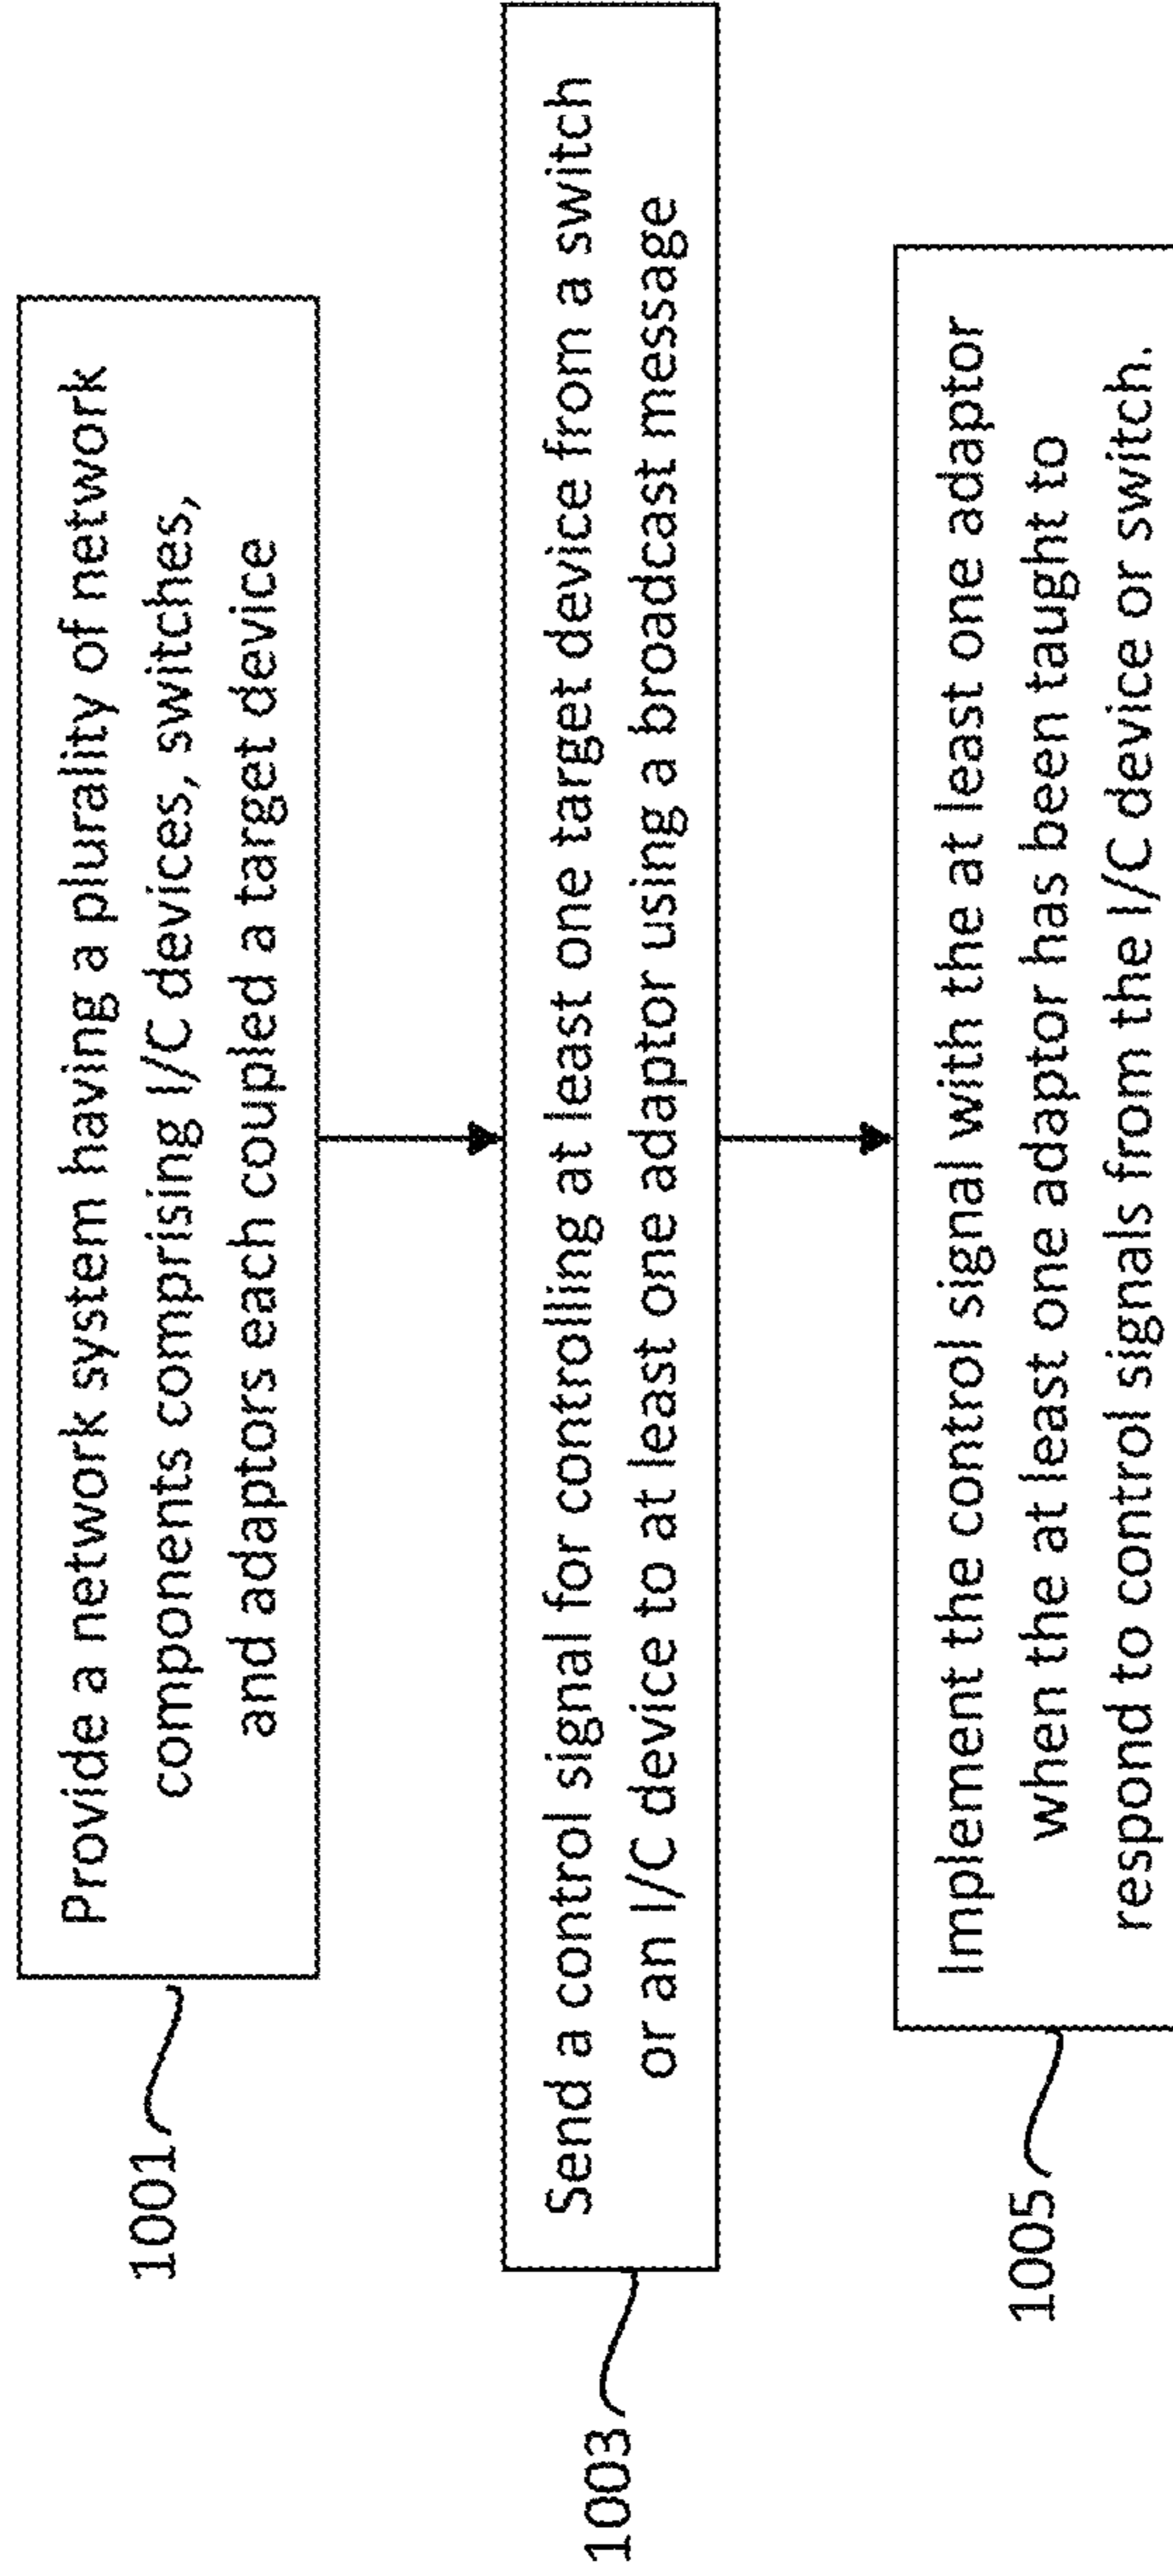 1001
Provide a network system having a plurality of network
components comprising I/C devices, switches,
and adaptors each coupled a target device
1003
Send a control signal for controlling at least one target device from a switch
or an I/C device to at least one adaptor using a broadcast message
1005
Implement the control signal with the at least one adaptor
when the at least one adaptor has been taught to
respond to control signals from the I/C device or switch.